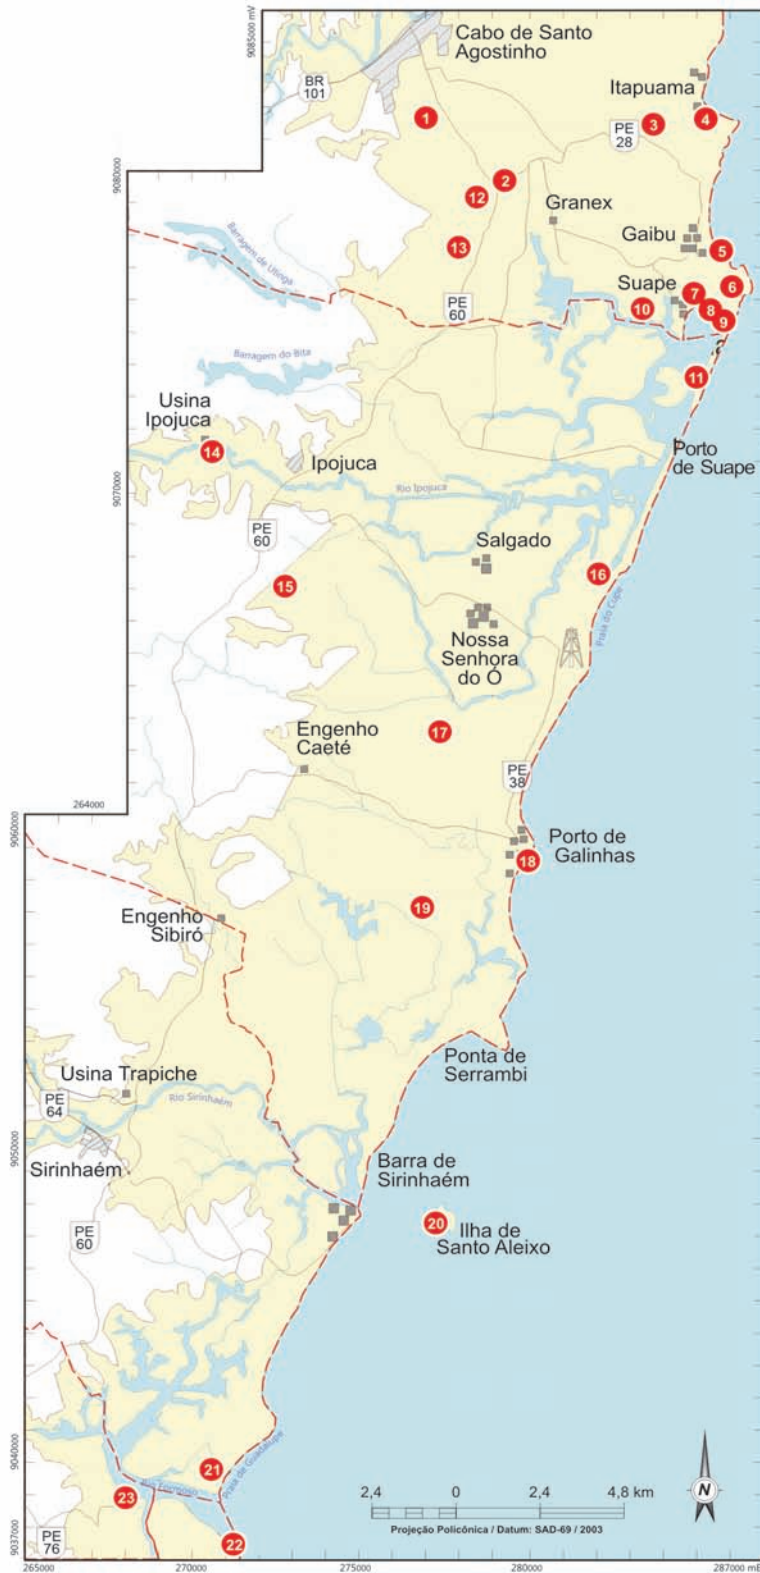 9085000 mV
Cabo de Santo
Agostinho
BR
101
Itapuama
1
3
4
PE
28
9080000
2
12
Granex
13
Gaibu
5
Barragem de Utinga
Suape
6
7
8
9
10
PE
60
Barragem do Bita
11
Usina
Ipojuca
14
Ipojuca
Porto
de Suape
Rio Ipojuca
9070000
PE
60
Salgado
15
16
Praia do Cupe
Nossa
Senhora
do Ó
17
Engenho
Caeté
PE
38
264000
9060000
Porto de
Galinhas
18
19
Engenho
Sibiró
Ponta de
Serrambi
Usina Trapiche
Rio Sirinhaém
PE
64
Sirinhaém
9050000
Barra de
Sirinhaém
PE
60
20
Ilha de
Santo Aleixo
9040000
Praia de Guadalupe
21
Rio Formoso
23
22
PE
76
9037000
2,4 0 2,4 4,8 km
Projeção Policônica / Datum: SAD-69 / 2003
N
265000 270000 275000 280000 287000 mE